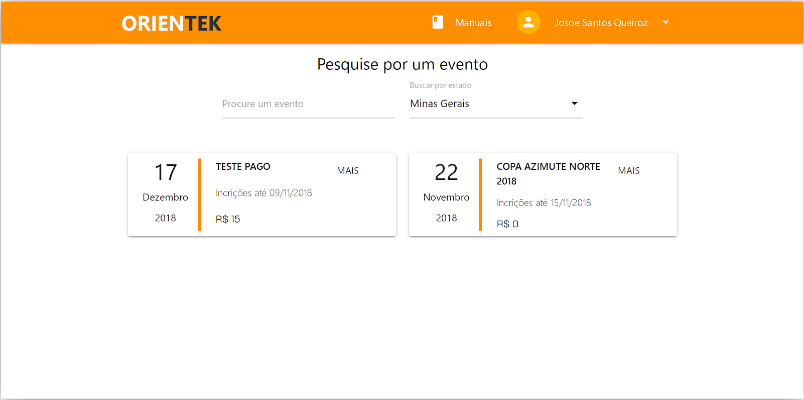 ORIENTEK
Manuais
Josoe Santos Queiroz
Pesquise por um evento
Buscar por estado
Procure um evento
Minas Gerais
17
Dezembro
2018
TESTE PAGO
MAIS
Incrições até 09/11/2018
R$ 15
22
Novembro
2018
COPA AZIMUTE NORTE
2018
MAIS
Incrições até 15/11/2018
R$ 0